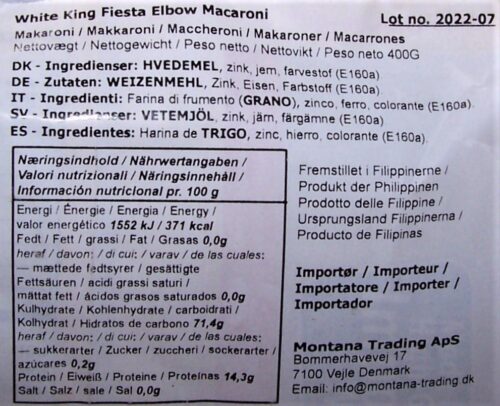 White King Fiesta Elbow Macaroni
Lot no. 2022-07
Makaroni / Makkaroni / Maccheroni / Makaroner / Macarrones
Nettovægt / Nettogewicht / Peso netto / Nettovikt / Peso neto 400G
DK - Ingredienser: HVEDEMEL, zink, jern, farvestof (E160a)
DE - Zutaten: WEIZENMEHL, Zink, Eisen, Farbstoff (E160a).
IT - Ingredienti: Farina di frumento (GRANO), zinco, ferro, colorante (E160a)
SV - Ingredienser: VETEMJÖL, zink, järn, färgämne (E160a).
ES - Ingredientes: Harina de TRIGO, zinc, hierro, colorante (E160a).
Næringsindhold / Nährwertangaben /
Valori nutrizionali / Näringsinnehåll /
Información nutricional pr. 100 g
Energi / Énergie / Energia / Energy /
valor energético 1552 kJ / 371 kcal
Fedt / Fett / grassi / Fat / Grasas 0,0g
heraf / davon: / di cui: / varav / de las cuales:
— mættede fedtsyrer / gesättigte
Fettsäuren / acidi grassi saturi /
mättat fett / ácidos grasos saturados 0,0g
Kulhydrate / Kohlenhydrate / carboidrati /
Kolhydrat / Hidratos de carbono 71,4g
heraf / davon: / di cui: / varav / de las cuales:
— sukkerarter / Zucker / zuccheri / sockerarter /
azúcares 0,2g
Protein / Eiweiß / Proteine / Proteínas 14,3g
Salt / Salz / sale / Sal 0,0g
Fremstillet i Filippinerne /
Produkt der Philippinen
Prodotto delle Filippine /
Ursprungsland Filippinerna /
Producto de Filipinas
Importør / Importeur /
Importatore / Importer /
Importador
Montana Trading ApS
Bommerhavevej 17
7100 Vejle Denmark
Email: info@montana-trading.dk